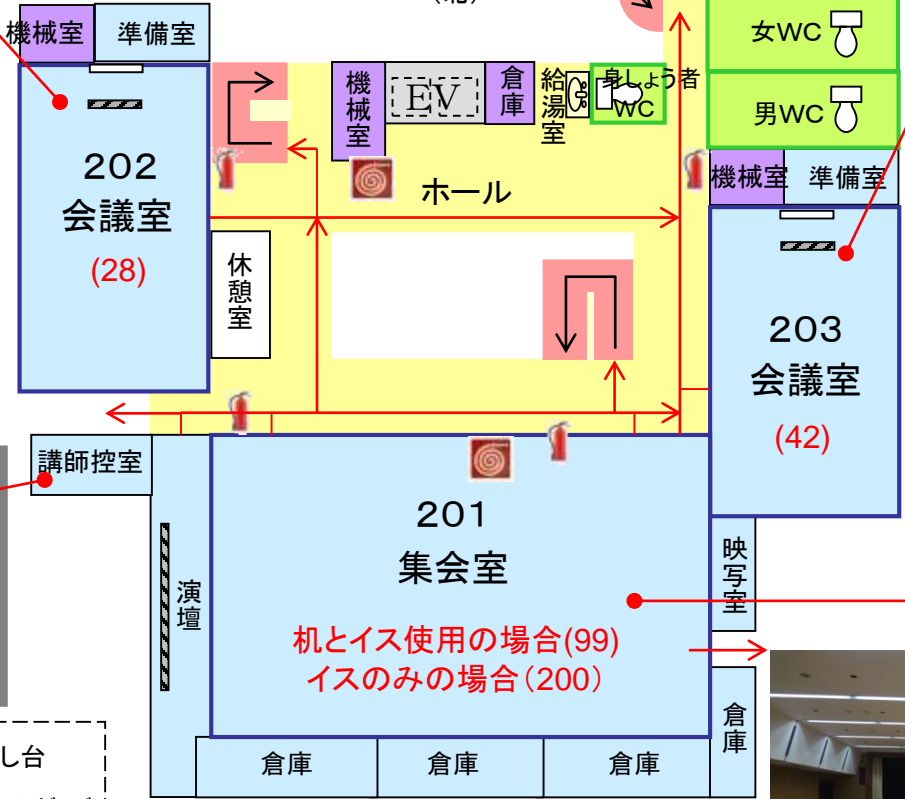 (北)
機械室
準備室
女WC
機械室
EV
倉庫
給湯室
身しょう者
WC
男WC
202
会議室
(28)
ホール
機械室
準備室
休憩室
203
会議室
(42)
講師控室
201
集会室
机とイス使用の場合(99)
イスのみの場合(200)
演壇
映写室
倉庫
倉庫
倉庫
倉庫
し台